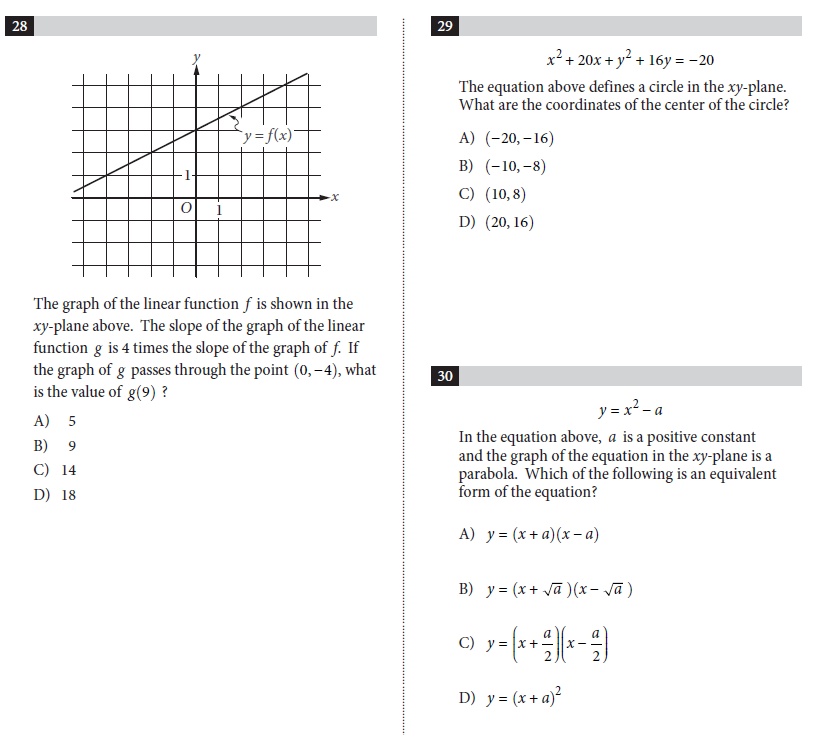 28
y
y = f(x)
1
x
O
1
The graph of the linear function f is shown in the
xy-plane above. The slope of the graph of the linear
function g is 4 times the slope of the graph of f. If
the graph of g passes through the point (0, −4), what
is the value of g(9) ?
A) 5
B) 9
C) 14
D) 18
29
x² + 20x + y² + 16y = −20
The equation above defines a circle in the xy-plane.
What are the coordinates of the center of the circle?
A) (−20, −16)
B) (−10, −8)
C) (10, 8)
D) (20, 16)
30
y = x² − a
In the equation above, a is a positive constant
and the graph of the equation in the xy-plane is a
parabola. Which of the following is an equivalent
form of the equation?
A) y = (x + a)(x − a)
B) y = (x + √a )(x − √a )
C) y = (x + a/2)(x − a/2)
D) y = (x + a)²